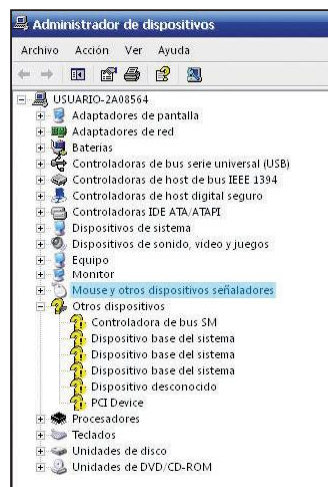 Administrador de dispositivos
Archivo Acción Ver Ayuda
USUARIO-2A08564
Adaptadores de pantalla
Adaptadores de red
Baterías
Controladoras de bus serie universal (USB)
Controladoras de host de bus IEEE 1394
Controladoras de host digital seguro
Controladoras IDE ATA/ATAPI
Dispositivos de sistema
Dispositivos de sonido, vídeo y juegos
Equipo
Monitor
Mouse y otros dispositivos señaladores
Otros dispositivos
Controladora de bus SM
Dispositivo base del sistema
Dispositivo base del sistema
Dispositivo base del sistema
Dispositivo desconocido
PCI Device
Procesadores
Teclados
Unidades de disco
Unidades de DVD/CD-ROM